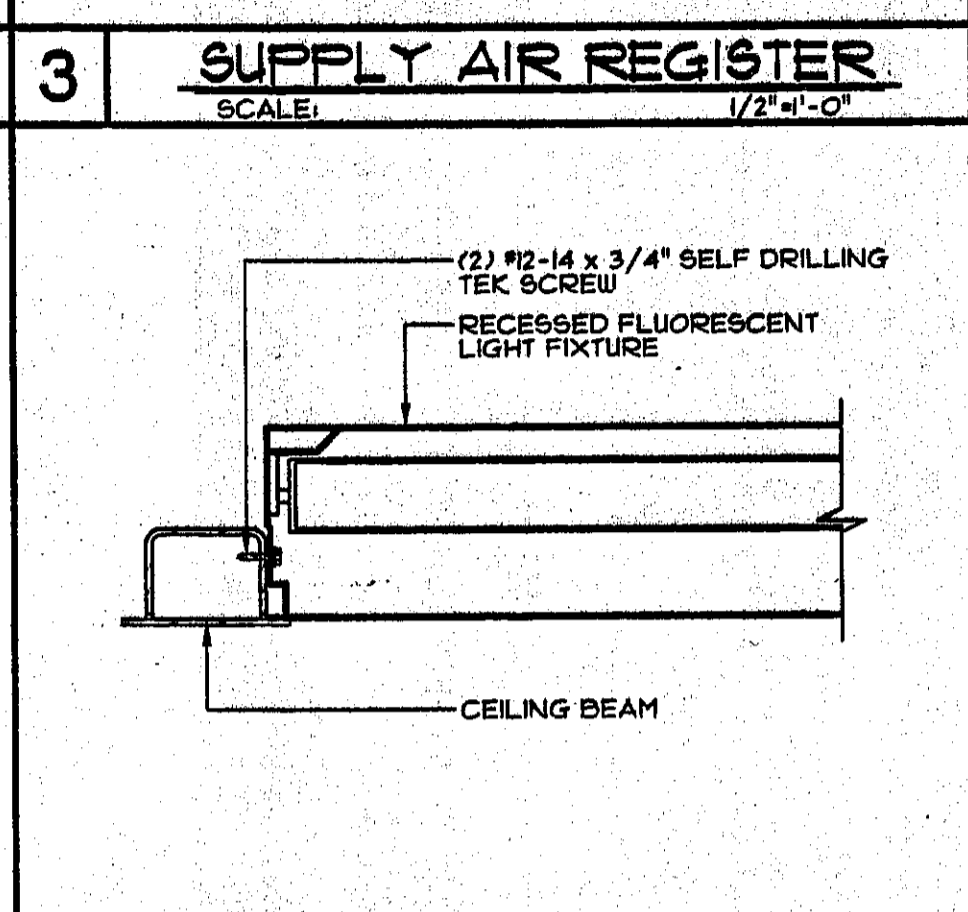 3
SUPPLY AIR REGISTER
SCALE: 1/2"=1'-0"
(2) #12-14 x 3/4" SELF DRILLING
TEK SCREW
RECESSED FLUORESCENT
LIGHT FIXTURE
CEILING BEAM